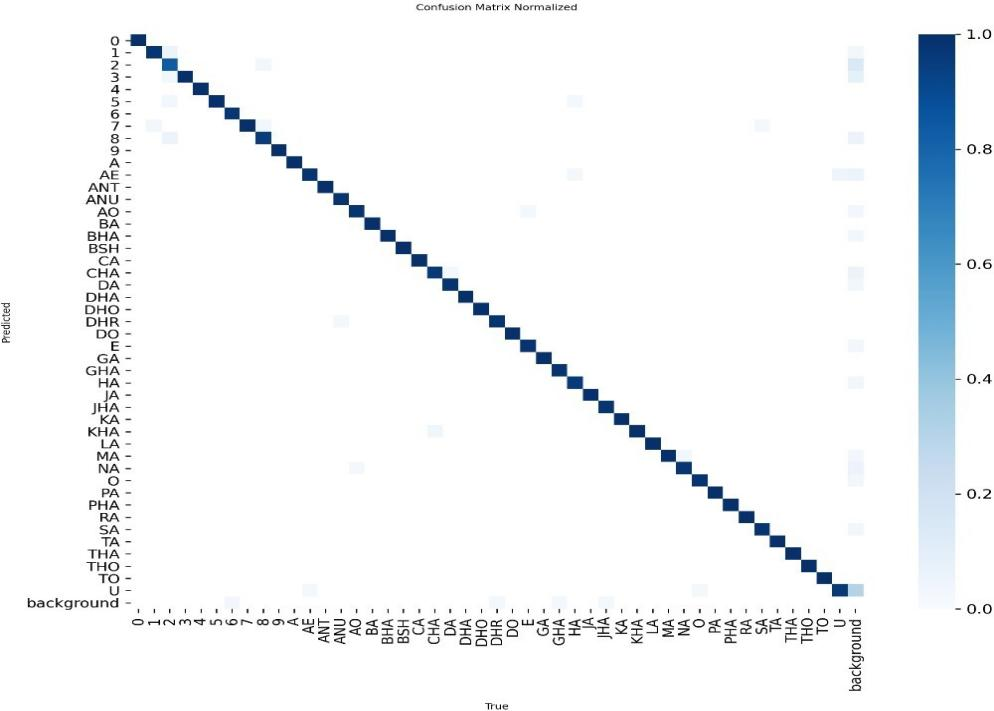 Confusion Matrix Normalized
Predicted
0
1
2
3
4
5
6
7
8
9
A
AE
ANT
ANU
AO
BA
BHA
BSH
CA
CHA
DA
DHA
DHO
DHR
DO
E
GA
GHA
HA
JA
JHA
KA
KHA
LA
MA
NA
O
PA
PHA
RA
SA
TA
THA
THO
TO
U
background
0 1 2 3 4 5 6 7 8 9 A AE ANT ANU AO BA BHA BSH CA CHA DA DHA DHO DHR DO E GA GHA HA JA JHA KA KHA LA MA NA O PA PHA RA SA TA THA THO TO U background
True
1.0
0.8
0.6
0.4
0.2
0.0